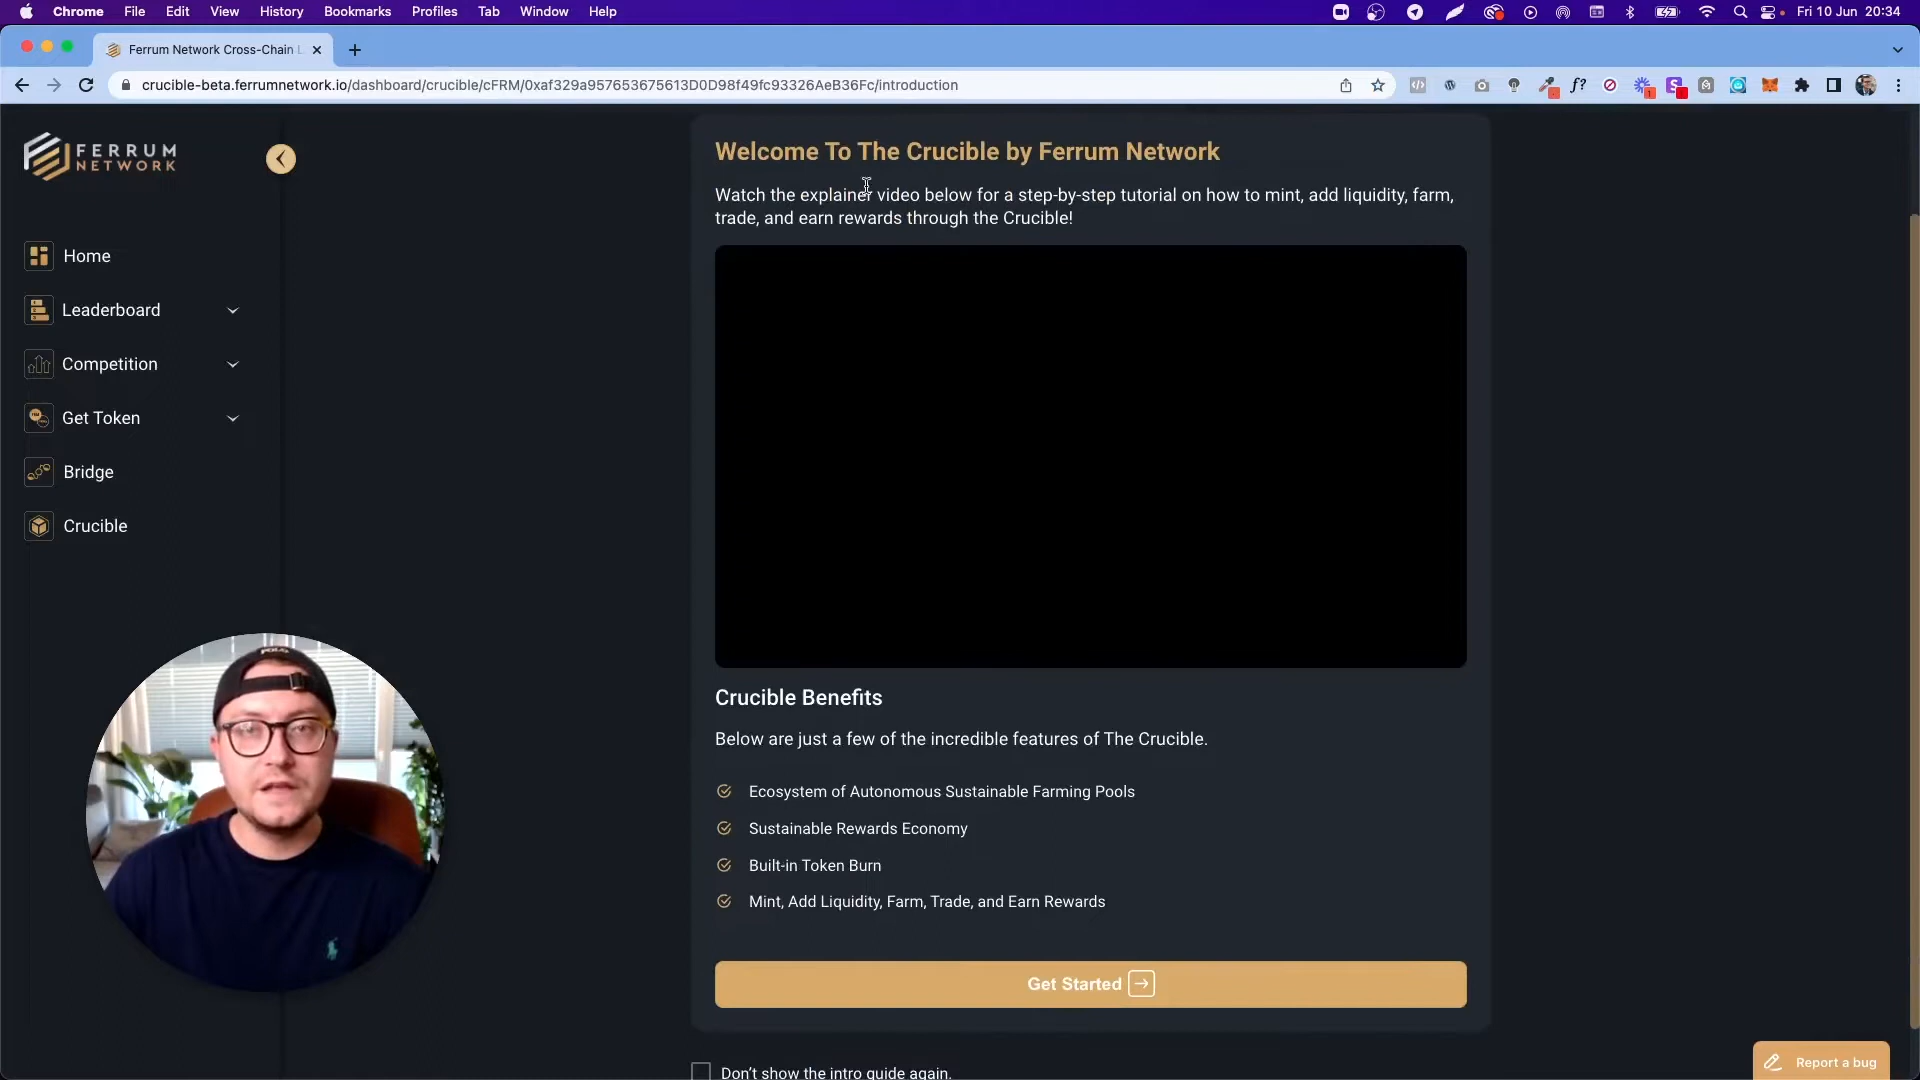 Chrome File Edit View History Bookmarks Profiles Tab Window Help Fri 10 Jun 20:34
Ferrum Network Cross-Chain L
crucible-beta.ferrumnetwork.io/dashboard/crucible/cFRM/0xaf329a957653675613D0D98f49fc93326AeB36Fc/introduction
FERRUM
NETWORK
Home
Leaderboard
Competition
Get Token
Bridge
Crucible
Welcome To The Crucible by Ferrum Network
Watch the explainer video below for a step-by-step tutorial on how to mint, add liquidity, farm,
trade, and earn rewards through the Crucible!
Crucible Benefits
Below are just a few of the incredible features of The Crucible.
Ecosystem of Autonomous Sustainable Farming Pools
Sustainable Rewards Economy
Built-in Token Burn
Mint, Add Liquidity, Farm, Trade, and Earn Rewards
Get Started
Don't show the intro guide again.
Report a bug
POLO